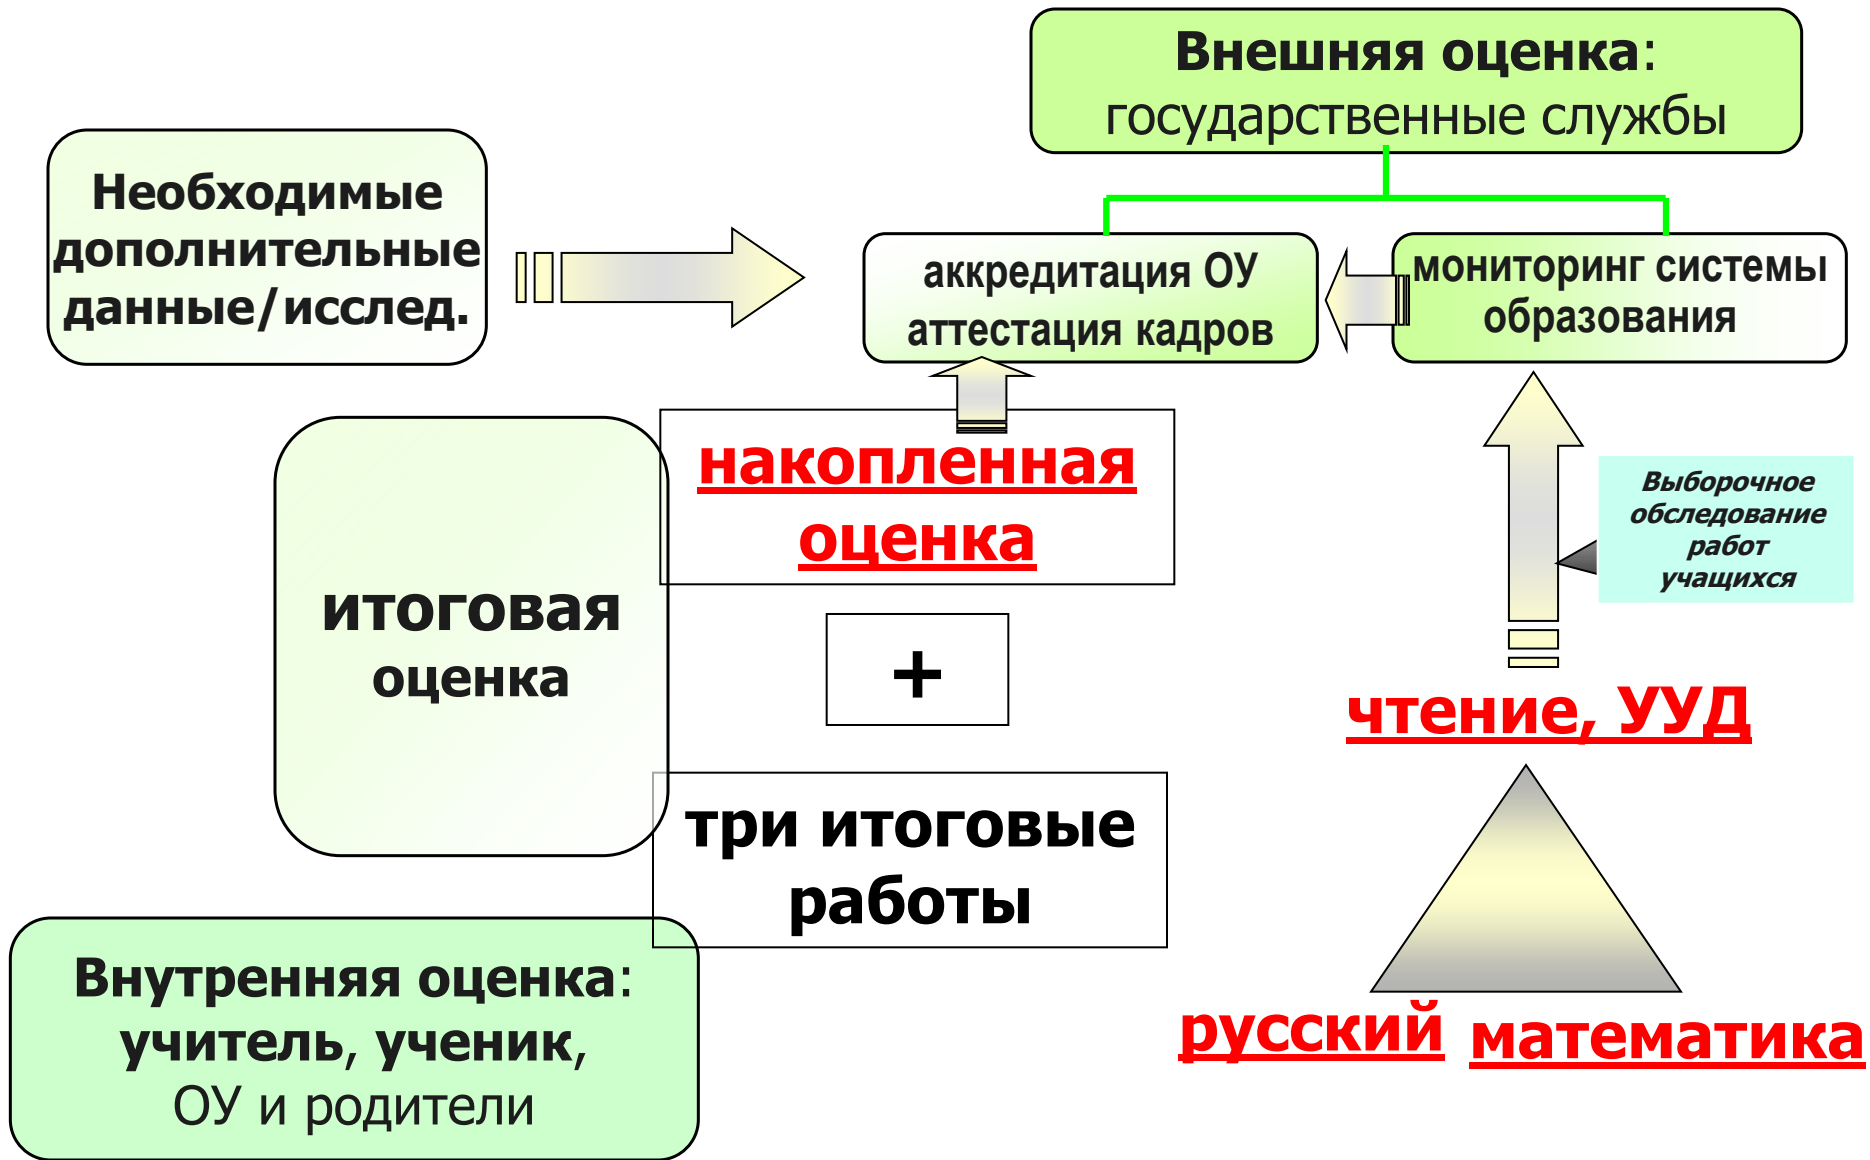 Внешняя оценка:
государственные службы
Необходимые
дополнительные
данные/исслед.
аккредитация ОУ
аттестация кадров
мониторинг системы
образования
накопленная
оценка
Выборочное
обследование
работ
учащихся
итоговая
оценка
+
чтение, УУД
три итоговые
работы
Внутренняя оценка:
учитель, ученик,
ОУ и родители
русский
математика